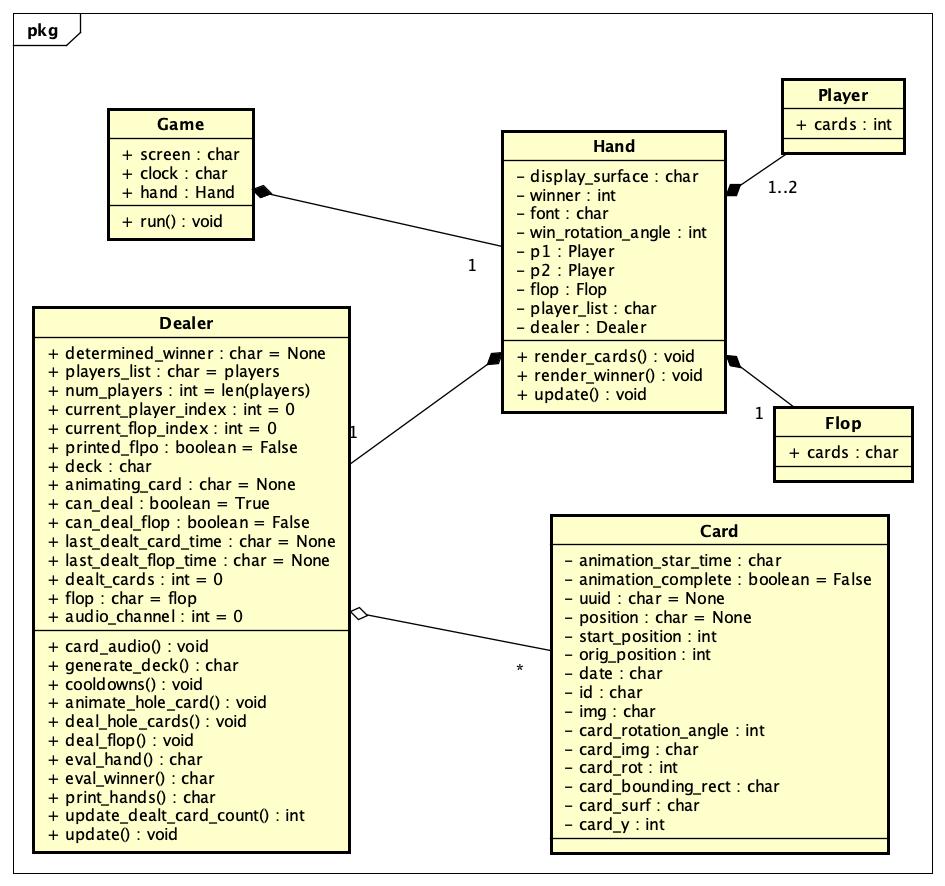 pkg
Game
+ screen : char
+ clock : char
+ hand : Hand
+ run() : void
1
Hand
- display_surface : char
- winner : int
- font : char
- win_rotation_angle : int
- p1 : Player
- p2 : Player
- flop : Flop
- player_list : char
- dealer : Dealer
+ render_cards() : void
+ render_winner() : void
+ update() : void
Player
+ cards : int
1..2
1
Flop
+ cards : char
Dealer
+ determined_winner : char = None
+ players_list : char = players
+ num_players : int = len(players)
+ current_player_index : int = 0
+ current_flop_index : int = 0
+ printed_flpo : boolean = False
+ deck : char
+ animating_card : char = None
+ can_deal : boolean = True
+ can_deal_flop : boolean = False
+ last_dealt_card_time : char = None
+ last_dealt_flop_time : char = None
+ dealt_cards : int = 0
+ flop : char = flop
+ audio_channel : int = 0
+ card_audio() : void
+ generate_deck() : char
+ cooldowns() : void
+ animate_hole_card() : void
+ deal_hole_cards() : void
+ deal_flop() : void
+ eval_hand() : char
+ eval_winner() : char
+ print_hands() : char
+ update_dealt_card_count() : int
+ update() : void
1
*
Card
- animation_star_time : char
- animation_complete : boolean = False
- uuid : char = None
- position : char = None
- start_position : int
- orig_position : int
- date : char
- id : char
- img : char
- card_rotation_angle : int
- card_img : char
- card_rot : int
- card_bounding_rect : char
- card_surf : char
- card_y : int